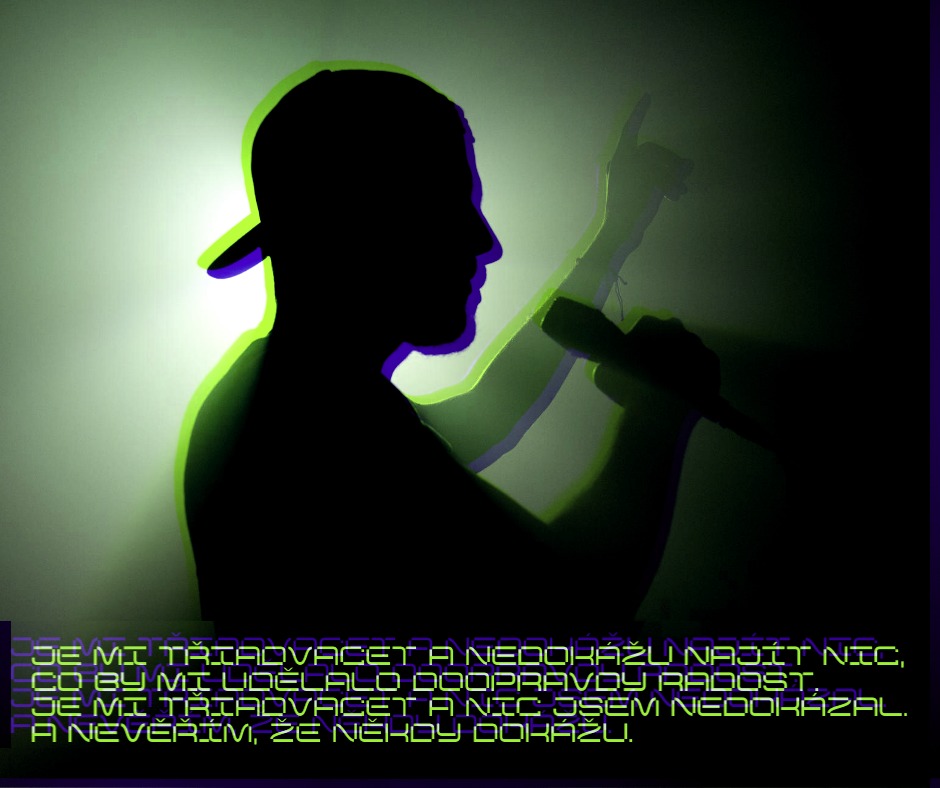 JE MI TŘIADVACET A NEDOKÁŽU NAJÍT NIC,
CO BY MI UDĚLALO DOOPRAVDY RADOST.
JE MI TŘIADVACET A NIC JSEM NEDOKÁZAL.
A NEVĚŘÍM, ŽE NĚKDY DOKÁŽU.